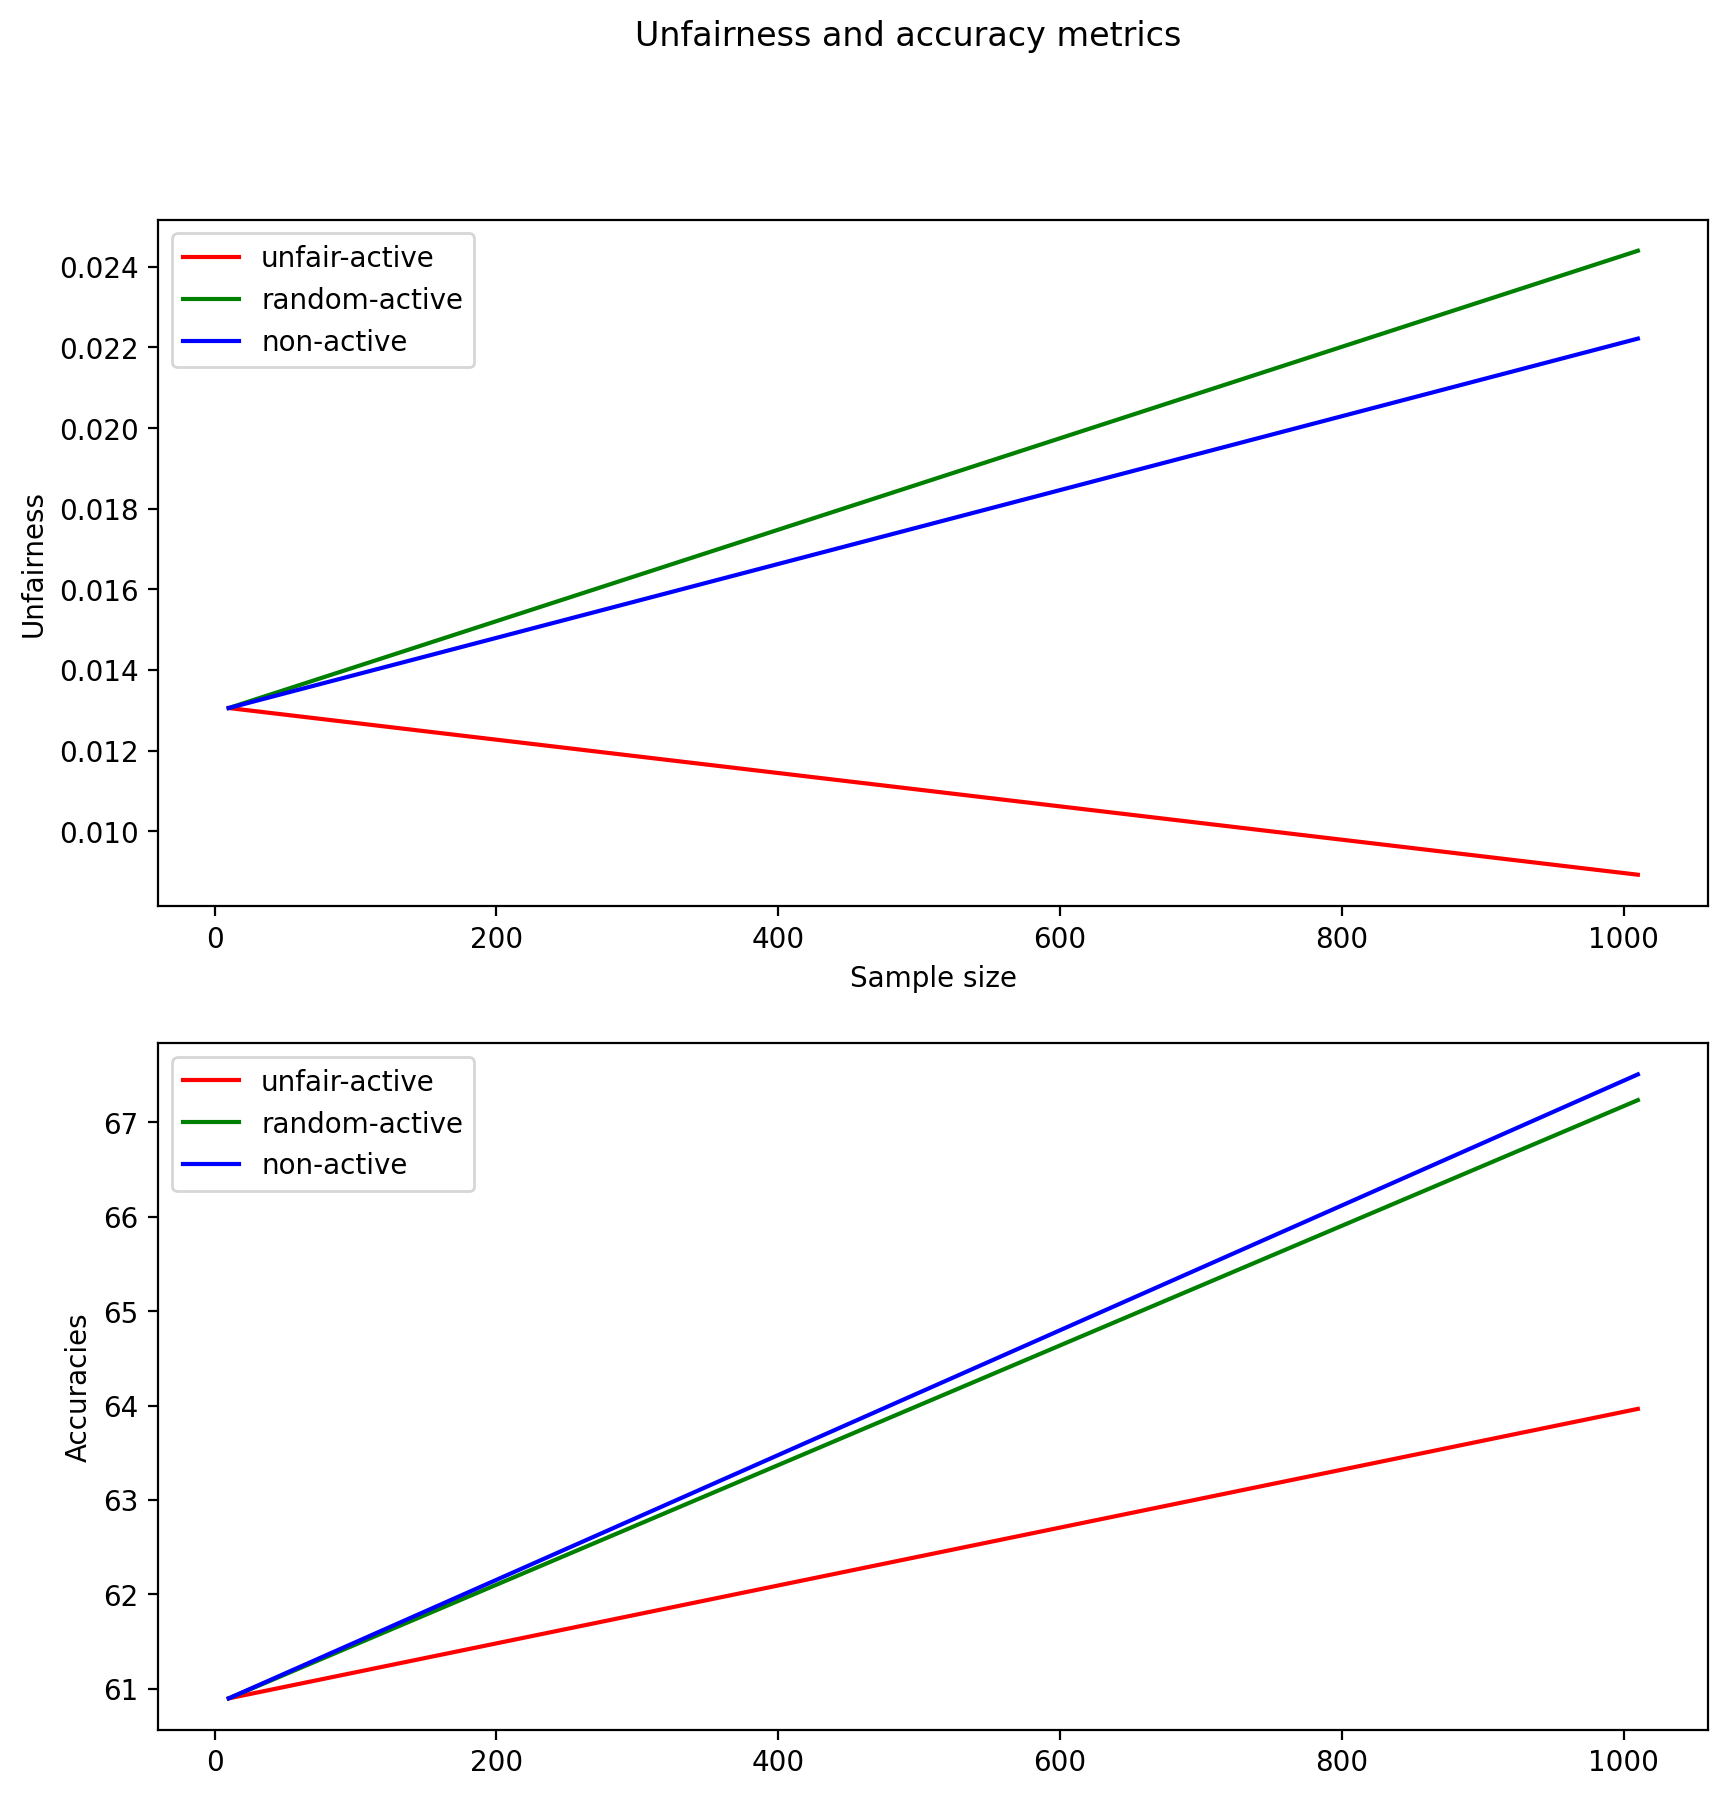 Unfairness and accuracy metrics
unfair-active
random-active
non-active
0.024
0.022
0.020
0.018
0.016
0.014
0.012
0.010
Unfairness
0 200 400 600 800 1000
Sample size
unfair-active
random-active
non-active
67
66
65
64
63
62
61
Accuracies
0 200 400 600 800 1000